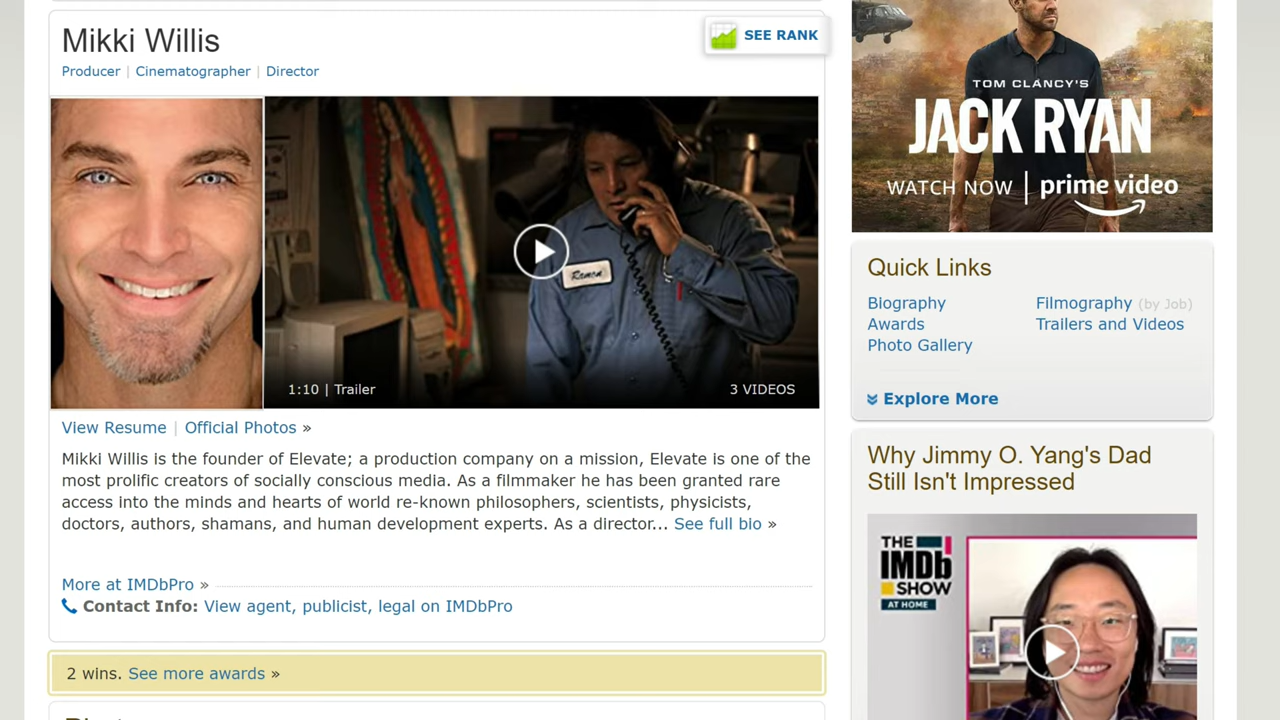 Mikki Willis
SEE RANK
Producer | Cinematographer | Director
Ramon
1:10 | Trailer
3 VIDEOS
View Resume | Official Photos »
Mikki Willis is the founder of Elevate; a production company on a mission, Elevate is one of the
most prolific creators of socially conscious media. As a filmmaker he has been granted rare
access into the minds and hearts of world re-known philosophers, scientists, physicists,
doctors, authors, shamans, and human development experts. As a director... See full bio »
More at IMDbPro »
Contact Info: View agent, publicist, legal on IMDbPro
2 wins. See more awards »
TOM CLANCY'S
JACK RYAN
WATCH NOW | prime video
Quick Links
Biography
Filmography (by Job)
Awards
Trailers and Videos
Photo Gallery
Explore More
Why Jimmy O. Yang's Dad
Still Isn't Impressed
THE
IMDb
SHOW
AT HOME